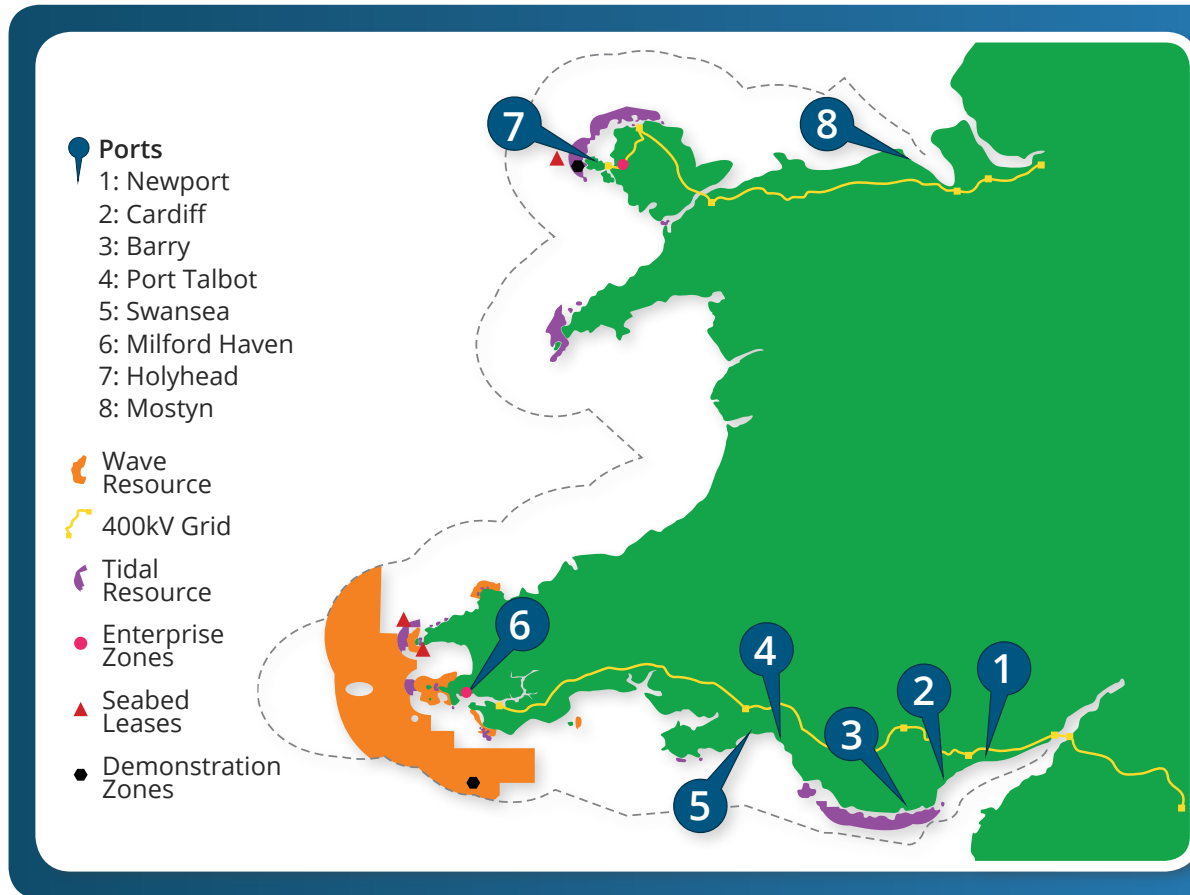 Ports
1: Newport
2: Cardiff
3: Barry
4: Port Talbot
5: Swansea
6: Milford Haven
7: Holyhead
8: Mostyn
Wave
Resource
400kV Grid
Tidal
Resource
Enterprise
Zones
Seabed
Leases
Demonstration
Zones
7
8
6
4
1
2
3
5